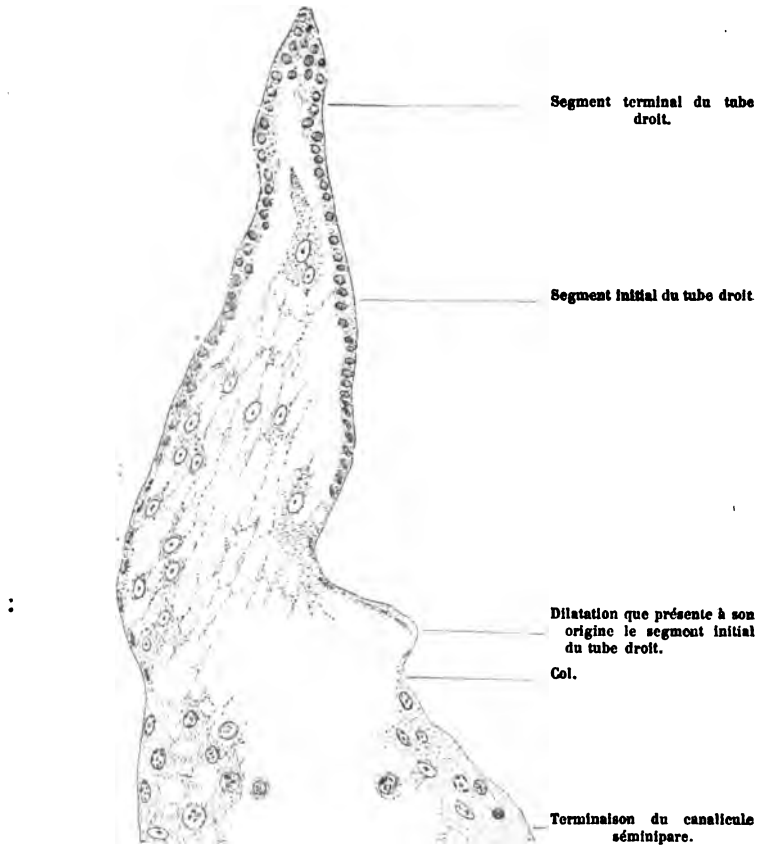 Segment terminal du tube
droit.
Segment initial du tube droit
Dilatation que présente à son
origine le segment initial
du tube droit.
Col.
Terminaison du canalicule
séminipare.